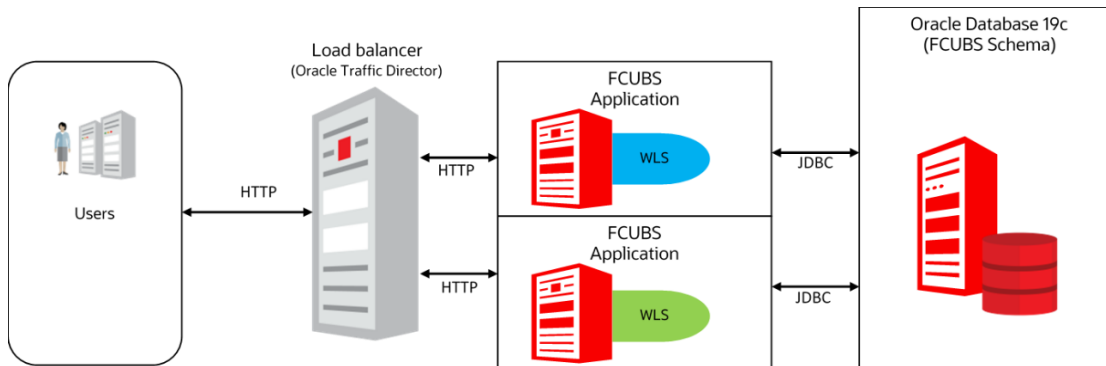 Users
HTTP
Load balancer
(Oracle Traffic Director)
HTTP
HTTP
FCUBS
Application
WLS
FCUBS
Application
WLS
JDBC
JDBC
Oracle Database 19c
(FCUBS Schema)